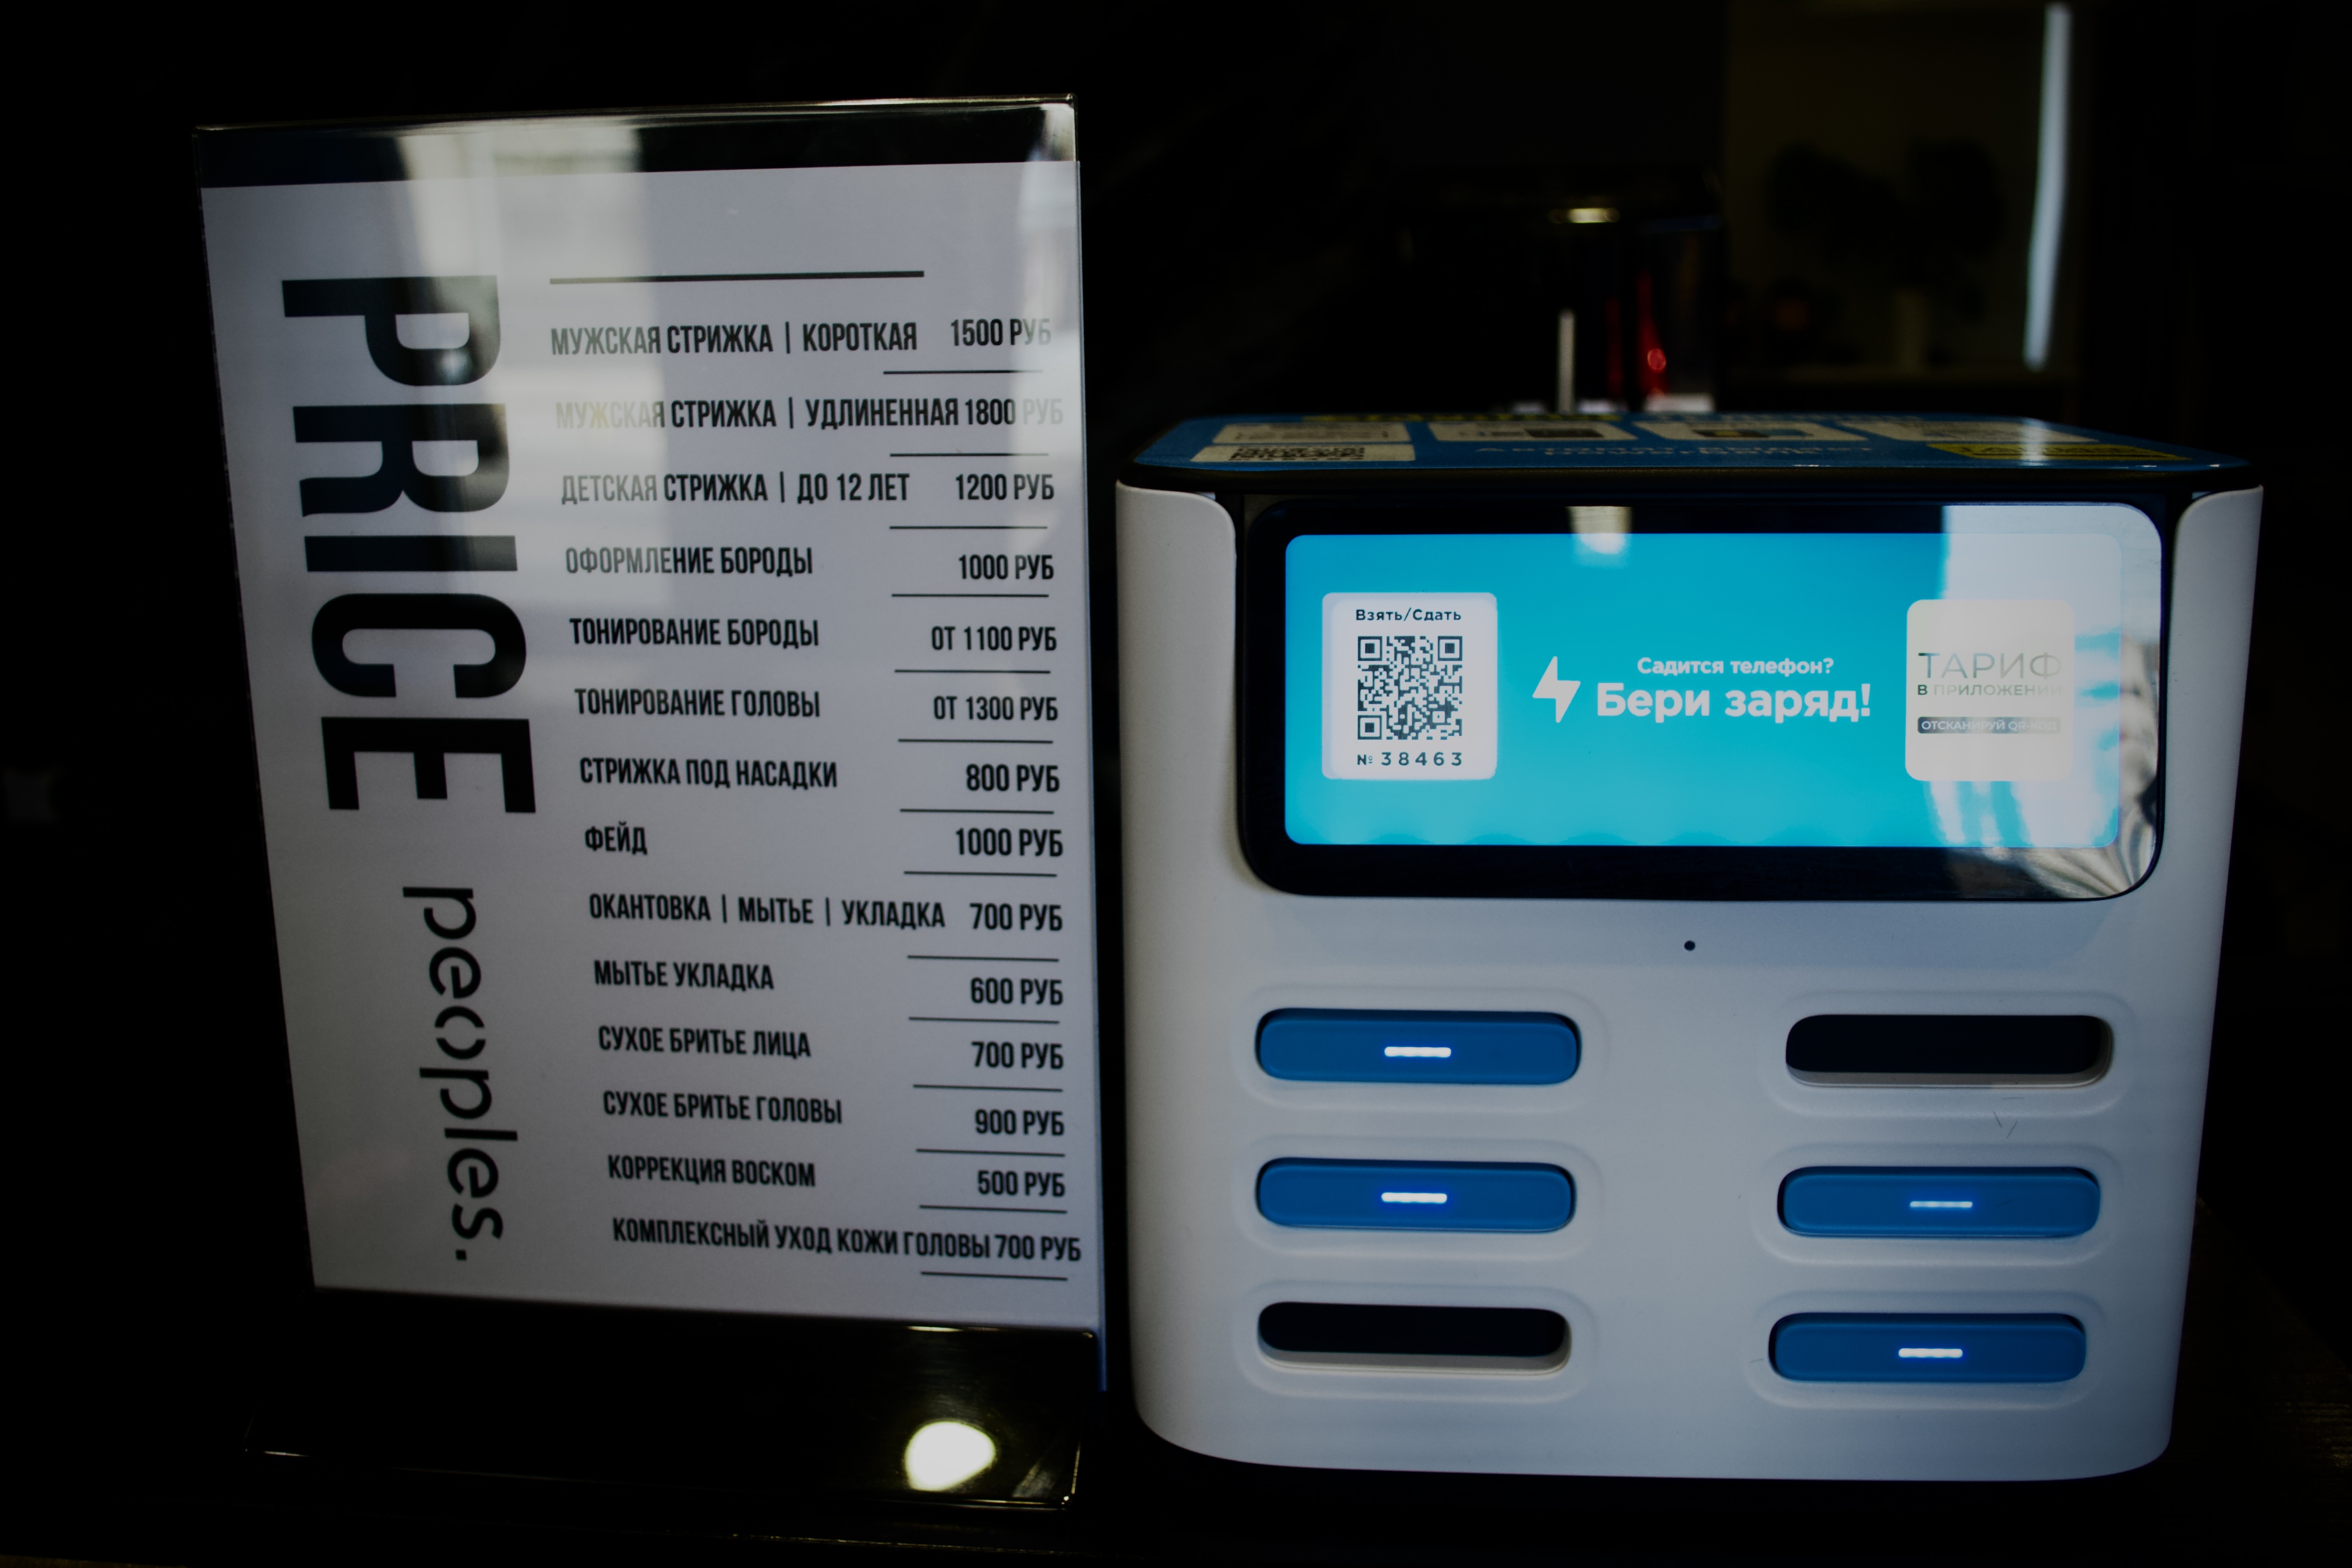 PRICE
peoples.
МУЖСКАЯ СТРИЖКА | КОРОТКАЯ 1500 РУБ
МУЖСКАЯ СТРИЖКА | УДЛИНЕННАЯ 1800 РУБ
ДЕТСКАЯ СТРИЖКА | ДО 12 ЛЕТ 1200 РУБ
ОФОРМЛЕНИЕ БОРОДЫ 1000 РУБ
ТОНИРОВАНИЕ БОРОДЫ ОТ 1100 РУБ
ТОНИРОВАНИЕ ГОЛОВЫ ОТ 1300 РУБ
СТРИЖКА ПОД НАСАДКИ 800 РУБ
ФЕЙД 1000 РУБ
ОКАНТОВКА | МЫТЬЕ | УКЛАДКА 700 РУБ
МЫТЬЕ УКЛАДКА 600 РУБ
СУХОЕ БРИТЬЕ ЛИЦА 700 РУБ
СУХОЕ БРИТЬЕ ГОЛОВЫ 900 РУБ
КОРРЕКЦИЯ ВОСКОМ 500 РУБ
КОМПЛЕКСНЫЙ УХОД КОЖИ ГОЛОВЫ 700 РУБ
Взять/Сдать
№ 38463
Садится телефон?
Бери заряд!
ТАРИФ
В ПРИЛОЖЕНИИ
ОТСКАНИРУЙ QR-КОД